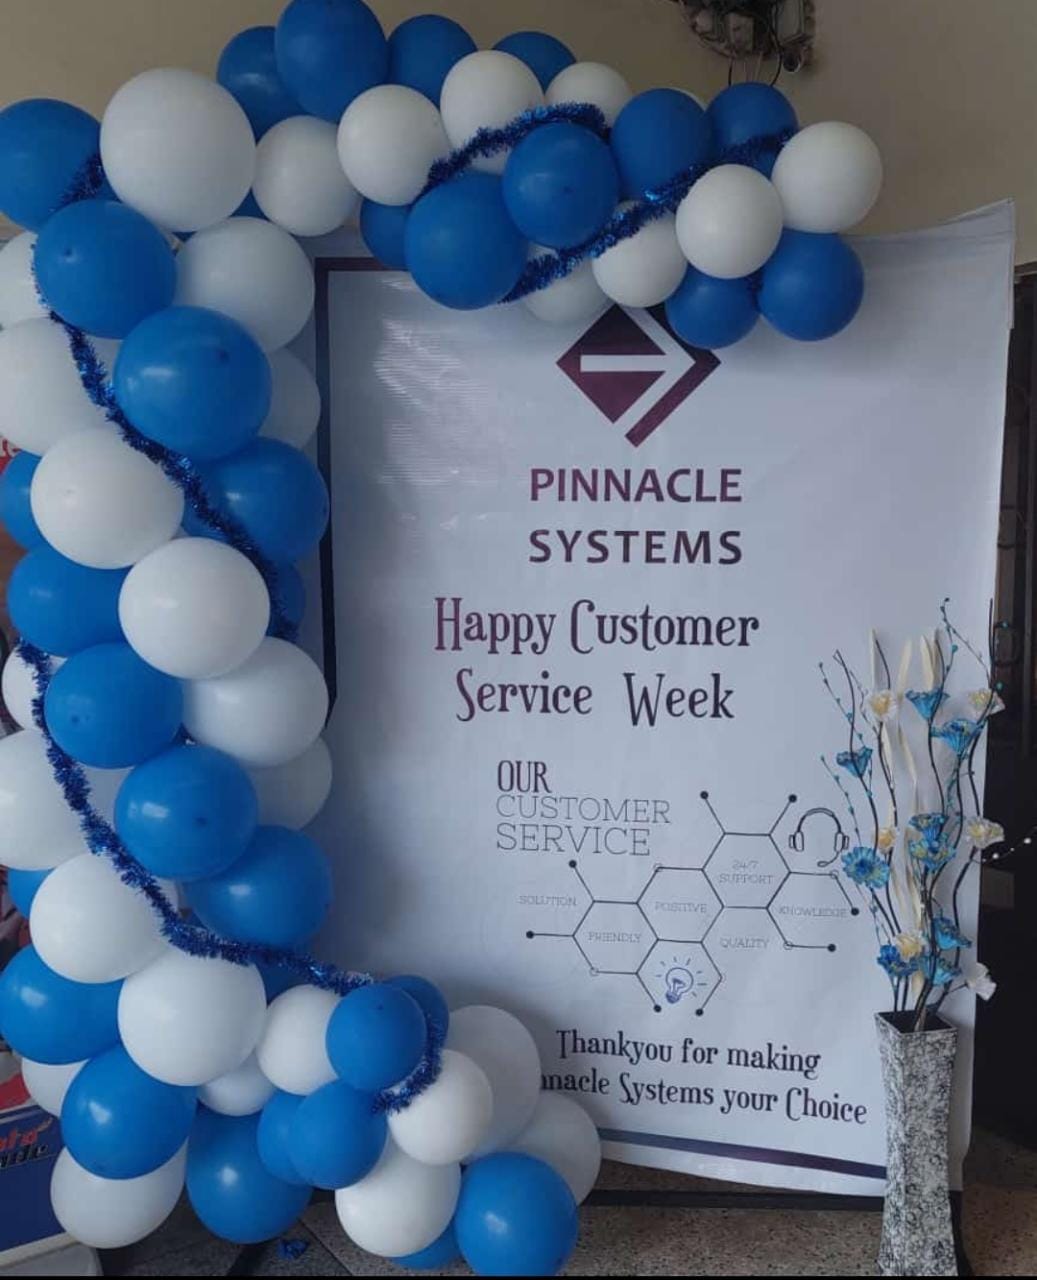 PINNACLE
SYSTEMS
Happy Customer
Service Week
OUR
CUSTOMER
SERVICE
24/7
SUPPORT
SOLUTION
POSITIVE
KNOWLEDGE
FRIENDLY
QUALITY
Thankyou for making
nnacle Systems your Choice